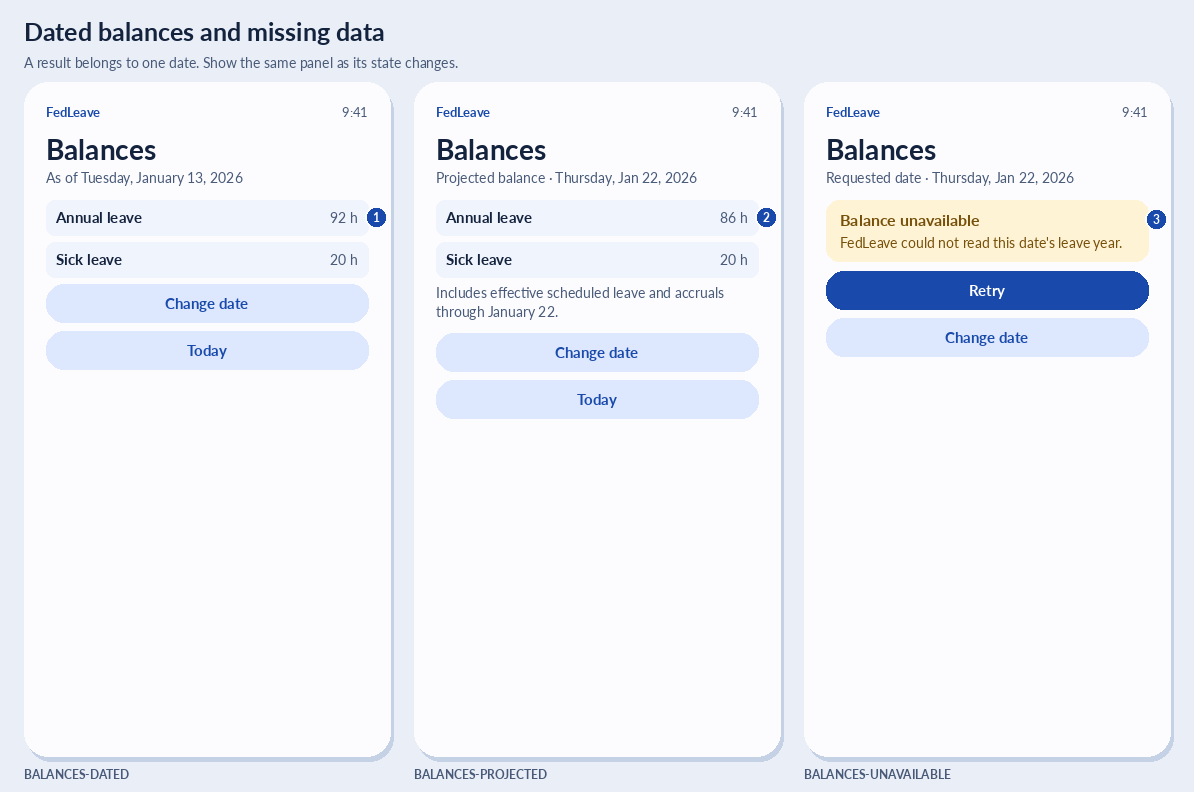 Dated balances and missing data
A result belongs to one date. Show the same panel as its state changes.
FedLeave 9:41
Balances
As of Tuesday, January 13, 2026
Annual leave 92 h 1
Sick leave 20 h
Change date
Today
BALANCES-DATED
FedLeave 9:41
Balances
Projected balance · Thursday, Jan 22, 2026
Annual leave 86 h 2
Sick leave 20 h
Includes effective scheduled leave and accruals
through January 22.
Change date
Today
BALANCES-PROJECTED
FedLeave 9:41
Balances
Requested date · Thursday, Jan 22, 2026
Balance unavailable 3
FedLeave could not read this date's leave year.
Retry
Change date
BALANCES-UNAVAILABLE